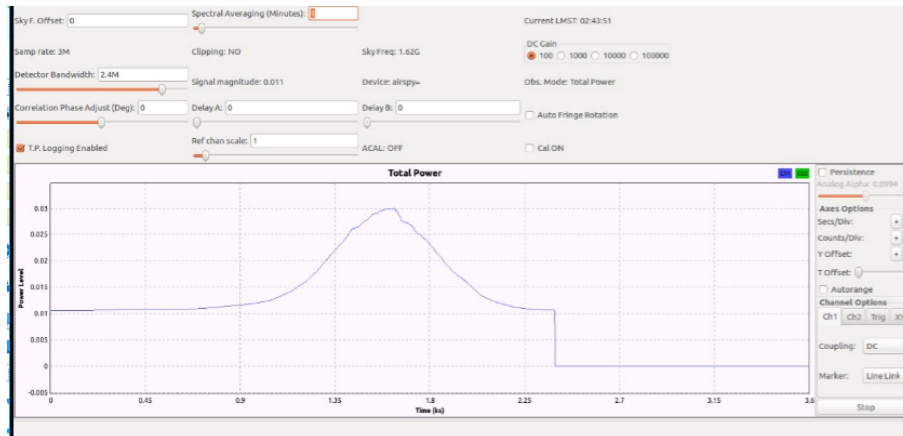 Sky F. Offset: 0
Spectral Averaging (Minutes): 1
Current LMST: 02:43:51
Samp rate: 3M
Clipping: NO
Sky Freq: 1.62G
DC Gain
100 1000 10000 100000
Detector Bandwidth: 2.4M
Signal magnitude: 0.011
Device: airspy=
Obs. Mode: Total Power
Correlation Phase Adjust (Deg): 0
Delay A: 0
Delay B: 0
Auto Fringe Rotation
T.P. Logging Enabled
Ref chan scale: 1
ACAL: OFF
Cal ON
Total Power
Ch1 Ch2
0.03
0.025
0.02
0.015
0.01
0.005
0
-0.005
Power Level
0 0.45 0.9 1.35 1.8 2.25 2.7 3.15 3.6
Time (ks)
Persistence
Analog Alpha: 0.0994
Axes Options
Secs/Div: +
Counts/Div: +
Y Offset: +
T Offset:
Autorange
Channel Options
Ch1 Ch2 Trig XY
Coupling: DC
Marker: Line Link
Stop